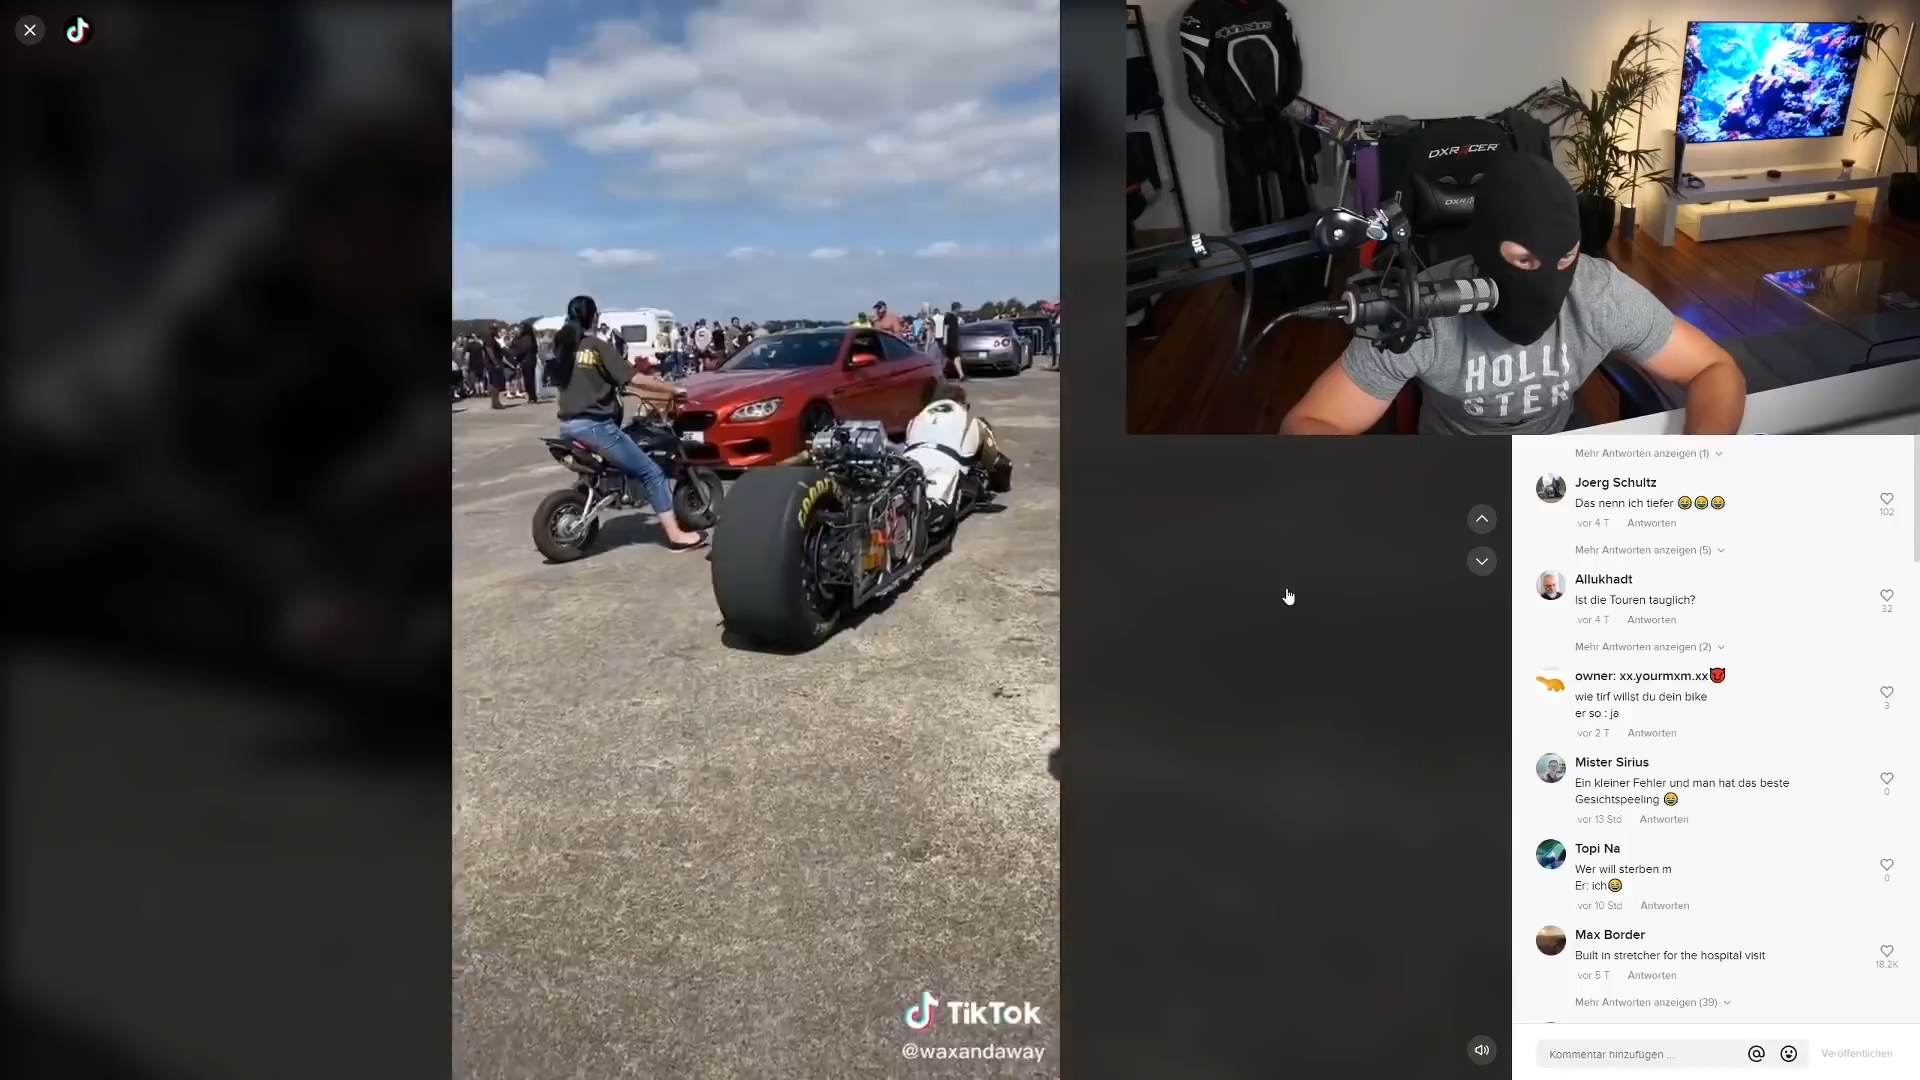 alpinestars
DXRACER
DXRA
HOLLI
STER
Mehr Antworten anzeigen (1)
Joerg Schultz
Das nenn ich tiefer 😂😂😂
vor 4 T Antworten
102
Mehr Antworten anzeigen (5)
Allukhadt
Ist die Touren tauglich?
vor 4 T Antworten
32
Mehr Antworten anzeigen (2)
owner: xx.yourmxm.xx😈
wie tirf willst du dein bike
er so : ja
vor 2 T Antworten
3
Mister Sirius
Ein kleiner Fehler und man hat das beste
Gesichtspeeling 😂
vor 13 Std Antworten
0
Topi Na
Wer will sterben m
Er: ich😂
vor 10 Std Antworten
0
Max Border
Built in stretcher for the hospital visit
vor 5 T Antworten
18.2K
Mehr Antworten anzeigen (39)
Kommentar hinzufügen ...
Veröffentlichen
TikTok
@waxandaway